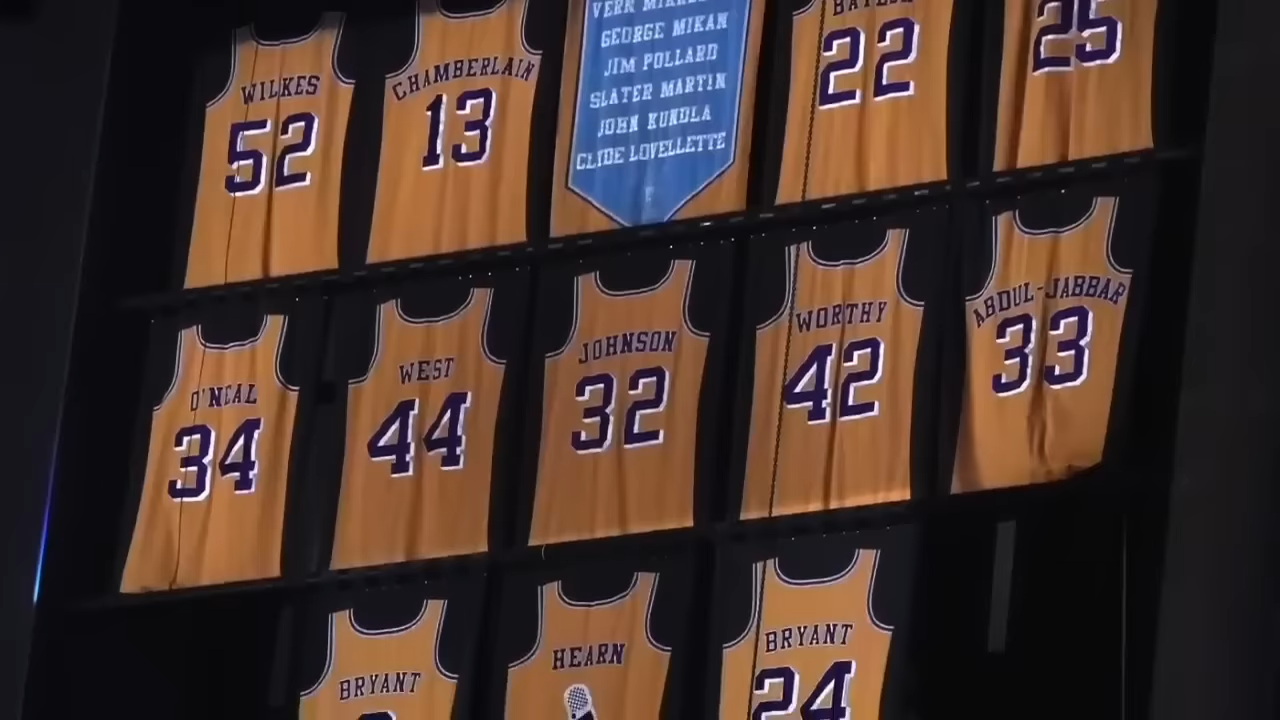 WILKES
52
CHAMBERLAIN
13
GEORGE MIKAN
JIM POLLARD
SLATER MARTIN
JOHN KUNDLA
CLYDE LOVELLETTE
22
25
O'NEAL
34
WEST
44
JOHNSON
32
WORTHY
42
ABDUL-JABBAR
33
BRYANT
HEARN
BRYANT
24